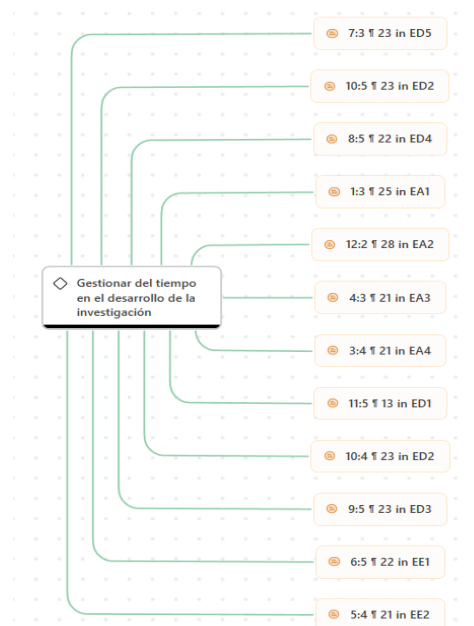 7:3 ¶ 23 in ED5
10:5 ¶ 23 in ED2
8:5 ¶ 22 in ED4
1:3 ¶ 25 in EA1
12:2 ¶ 28 in EA2
Gestionar del tiempo
en el desarrollo de la
investigación
4:3 ¶ 21 in EA3
3:4 ¶ 21 in EA4
11:5 ¶ 13 in ED1
10:4 ¶ 23 in ED2
9:5 ¶ 23 in ED3
6:5 ¶ 22 in EE1
5:4 ¶ 21 in EE2